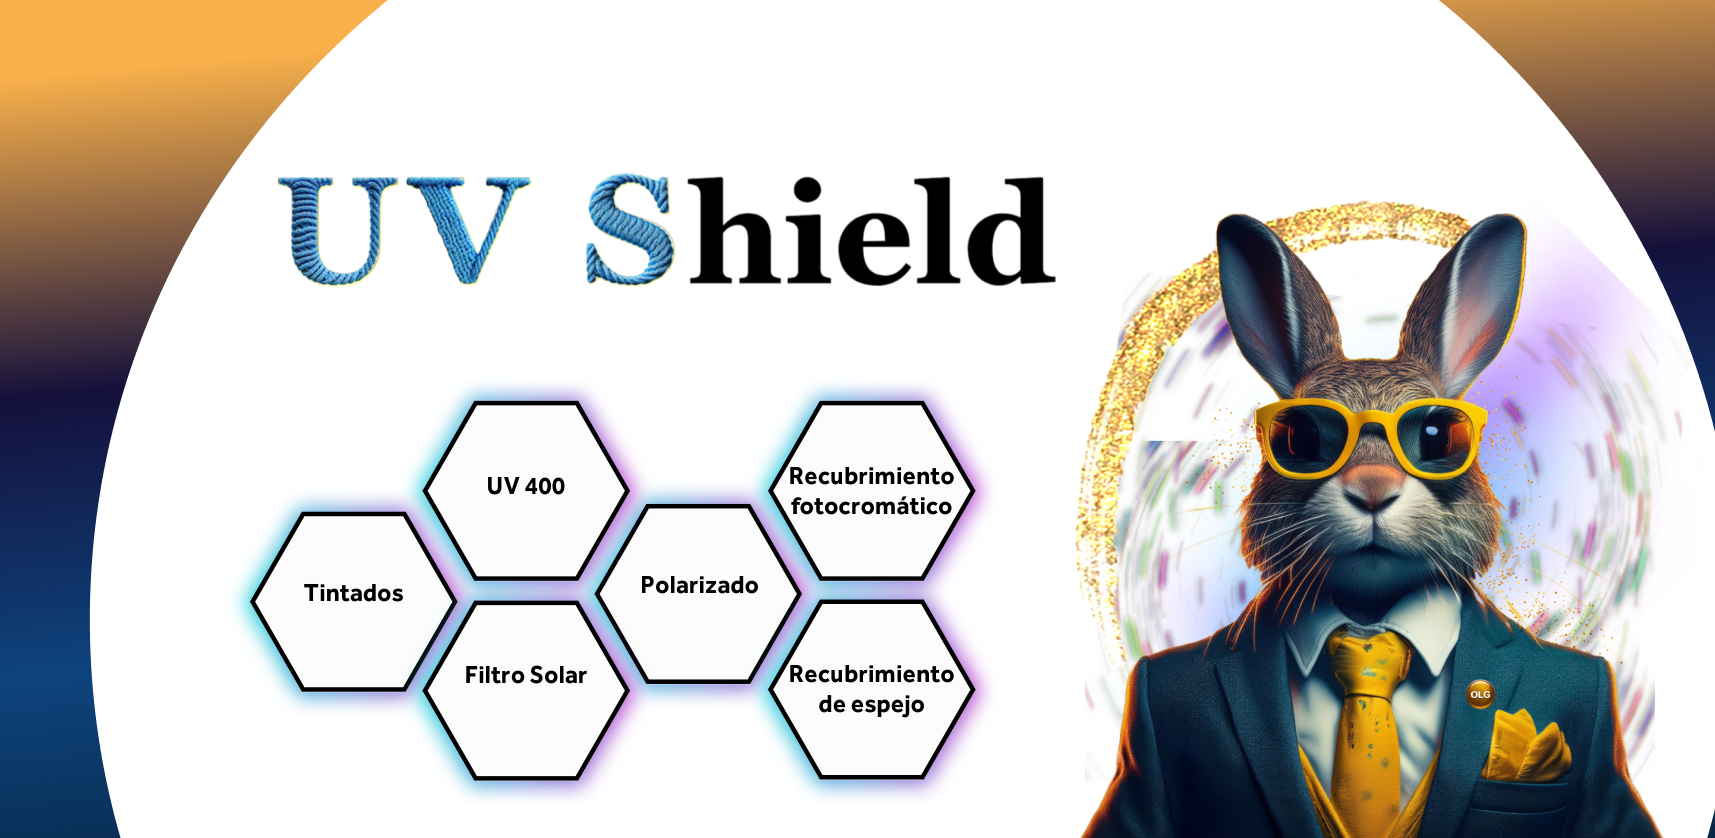 UV Shield
UV 400
Recubrimiento
fotocromático
Tintados
Polarizado
Filtro Solar
Recubrimiento
de espejo
OLG